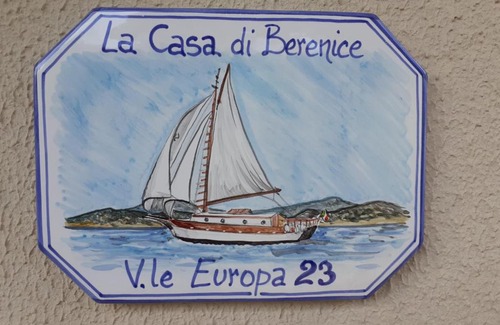 La Casa di Berenice
V.le Europa 23